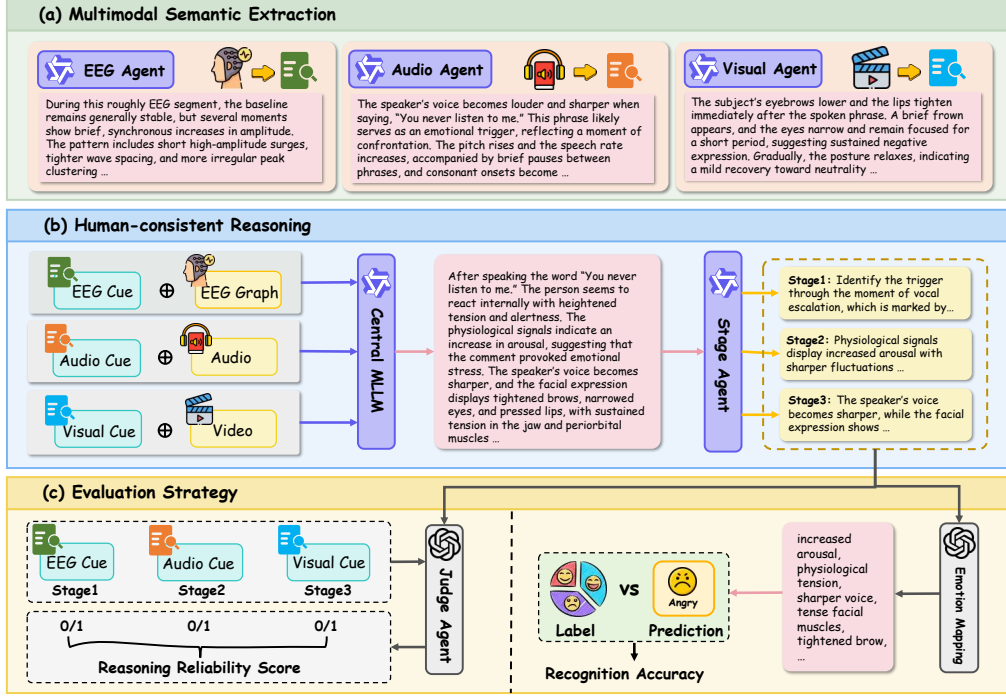 (a) Multimodal Semantic Extraction
EEG Agent
During this roughly EEG segment, the baseline
remains generally stable, but several moments
show brief, synchronous increases in amplitude.
The pattern includes short high-amplitude surges,
tighter wave spacing, and more irregular peak
clustering ...
Audio Agent
The speaker's voice becomes louder and sharper when
saying, "You never listen to me." This phrase likely
serves as an emotional trigger, reflecting a moment of
confrontation. The pitch rises and the speech rate
increases, accompanied by brief pauses between
phrases, and consonant onsets become ...
Visual Agent
The subject's eyebrows lower and the lips tighten
immediately after the spoken phrase. A brief frown
appears, and the eyes narrow and remain focused for
a short period, suggesting sustained negative
expression. Gradually, the posture relaxes, indicating
a mild recovery toward neutrality ...
(b) Human-consistent Reasoning
EEG Cue ⊕ EEG Graph
Audio Cue ⊕ Audio
Visual Cue ⊕ Video
Central MLLM
After speaking the word "You never
listen to me." The person seems to
react internally with heightened
tension and alertness. The
physiological signals indicate an
increase in arousal, suggesting that
the comment provoked emotional
stress. The speaker's voice becomes
sharper, and the facial expression
displays tightened brows, narrowed
eyes, and pressed lips, with sustained
tension in the jaw and periorbital
muscles ...
Stage Agent
Stage1: Identify the trigger
through the moment of vocal
escalation, which is marked by...
Stage2: Physiological signals
display increased arousal with
sharper fluctuations ...
Stage3: The speaker's voice
becomes sharper, while the facial
expression shows ...
(c) Evaluation Strategy
EEG Cue Audio Cue Visual Cue
Stage1 Stage2 Stage3
0/1 0/1 0/1
Reasoning Reliability Score
Judge Agent
Label vs Prediction
Angry
Recognition Accuracy
increased
arousal,
physiological
tension,
sharper voice,
tense facial
muscles,
tightened brow,
...
Emotion Mapping